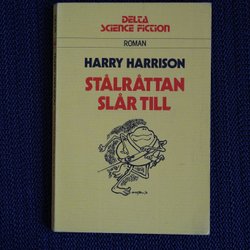 DELTA
SCIENCE FICTION
ROMAN
HARRY HARRISON
STÅLRÅTTAN
SLÅR TILL